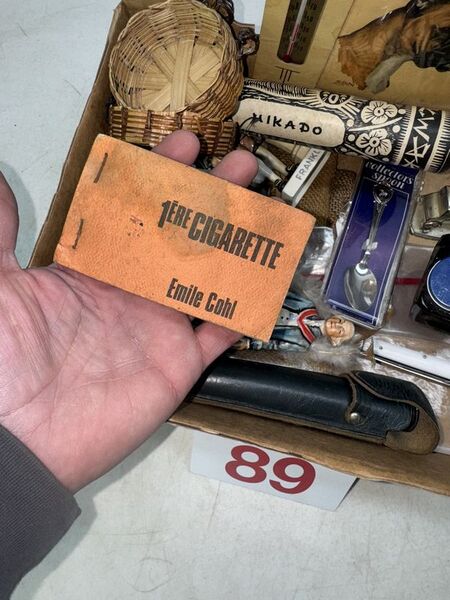 MIKADO
FRANK
collectors
spoon
1ÈRE CIGARETTE
Emile Cohl
89